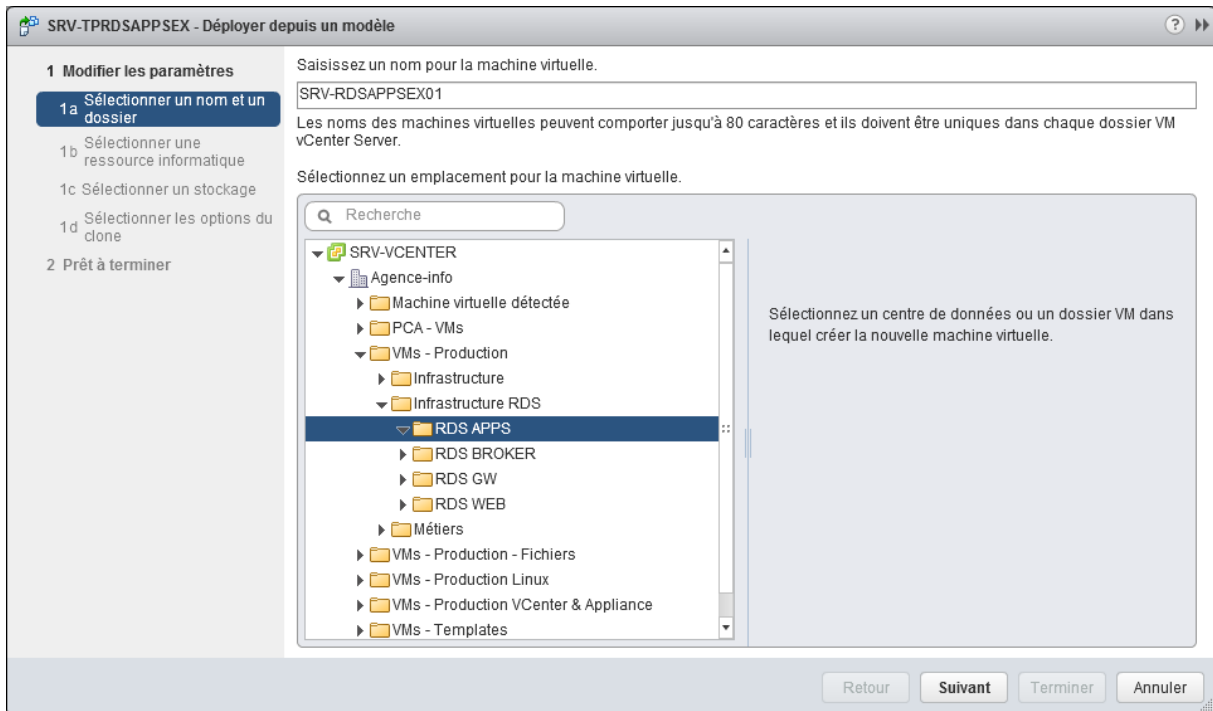 SRV-TPRDSAPPSEX - Déployer depuis un modèle
1 Modifier les paramètres
1a Sélectionner un nom et un
dossier
1b Sélectionner une
ressource informatique
1c Sélectionner un stockage
1d Sélectionner les options du
clone
2 Prêt à terminer
Saisissez un nom pour la machine virtuelle.
SRV-RDSAPPSEX01
Les noms des machines virtuelles peuvent comporter jusqu'à 80 caractères et ils doivent être uniques dans chaque dossier VM
vCenter Server.
Sélectionnez un emplacement pour la machine virtuelle.
Recherche
SRV-VCENTER
Agence-info
Machine virtuelle détectée
PCA - VMs
VMs - Production
Infrastructure
Infrastructure RDS
RDS APPS
RDS BROKER
RDS GW
RDS WEB
Métiers
VMs - Production - Fichiers
VMs - Production Linux
VMs - Production VCenter & Appliance
VMs - Templates
Sélectionnez un centre de données ou un dossier VM dans
lequel créer la nouvelle machine virtuelle.
Retour
Suivant
Terminer
Annuler